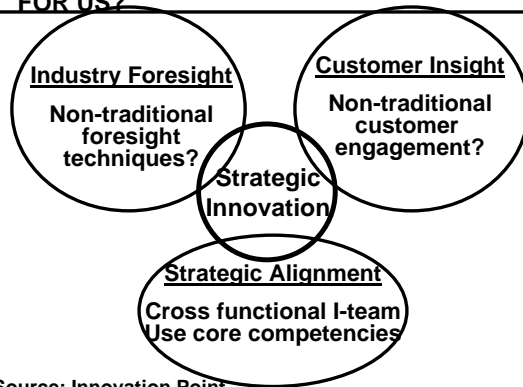 FOR US?
Industry Foresight
Non-traditional
foresight
techniques?
Customer Insight
Non-traditional
customer
engagement?
Strategic
Innovation
Strategic Alignment
Cross functional I-team
Use core competencies
Source: Innovation Point